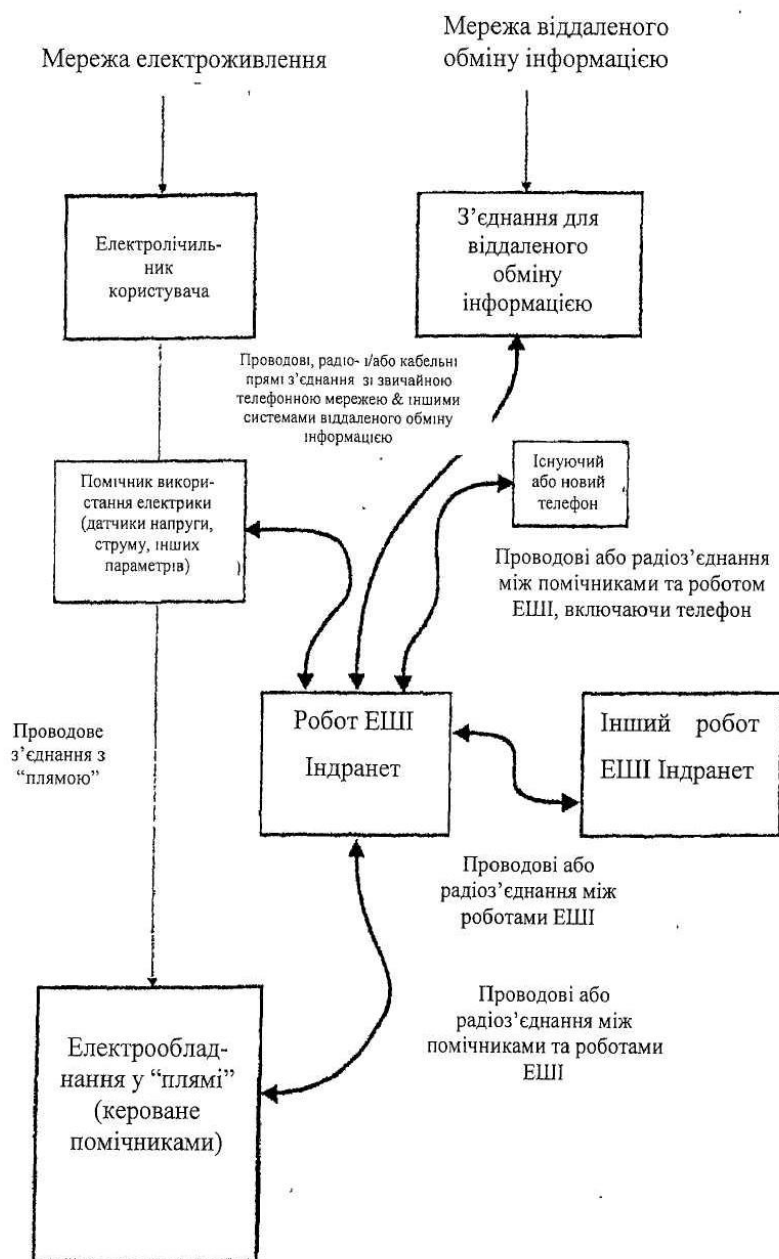 Мережа електроживлення
Мережа віддаленого
обміну інформацією
Електролічиль-
ник
користувача
З’єднання для
віддаленого
обміну
інформацією
Проводові, радіо- і/або кабельні
прямі з’єднання зі звичайною
телефонною мережею & іншими
системами віддаленого обміну
інформацією
Помічник викори-
стання електрики
(датчики напруги,
струму, інших
параметрів)
Існуючий
або новий
телефон
Проводові або радіоз’єднання
між помічниками та роботом
ЕШІ, включаючи телефон
Проводове
з’єднання з
“плямою”
Робот ЕШІ
Індранет
Інший робот
ЕШІ Індранет
Проводові або
радіоз’єднання між
роботами ЕШІ
Проводові або
радіоз’єднання між
помічниками та роботами
ЕШІ
Електрооблад-
нання у “плямі”
(кероване
помічниками)